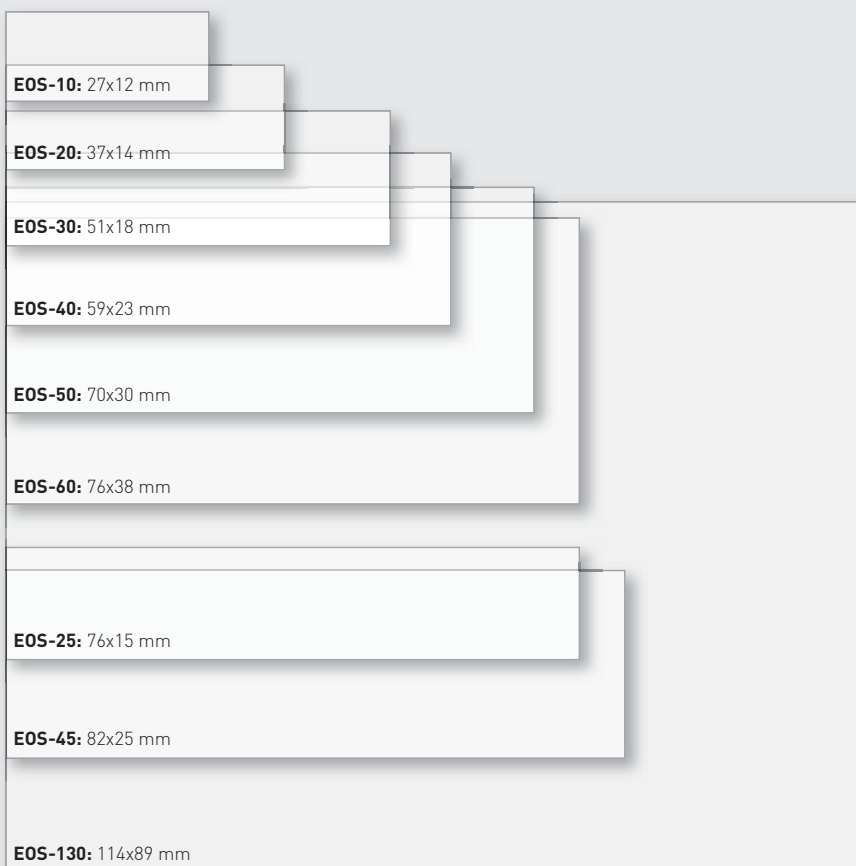 EOS-10: 27x12 mm
EOS-20: 37x14 mm
EOS-30: 51x18 mm
EOS-40: 59x23 mm
EOS-50: 70x30 mm
EOS-60: 76x38 mm
EOS-25: 76x15 mm
EOS-45: 82x25 mm
EOS-130: 114x89 mm